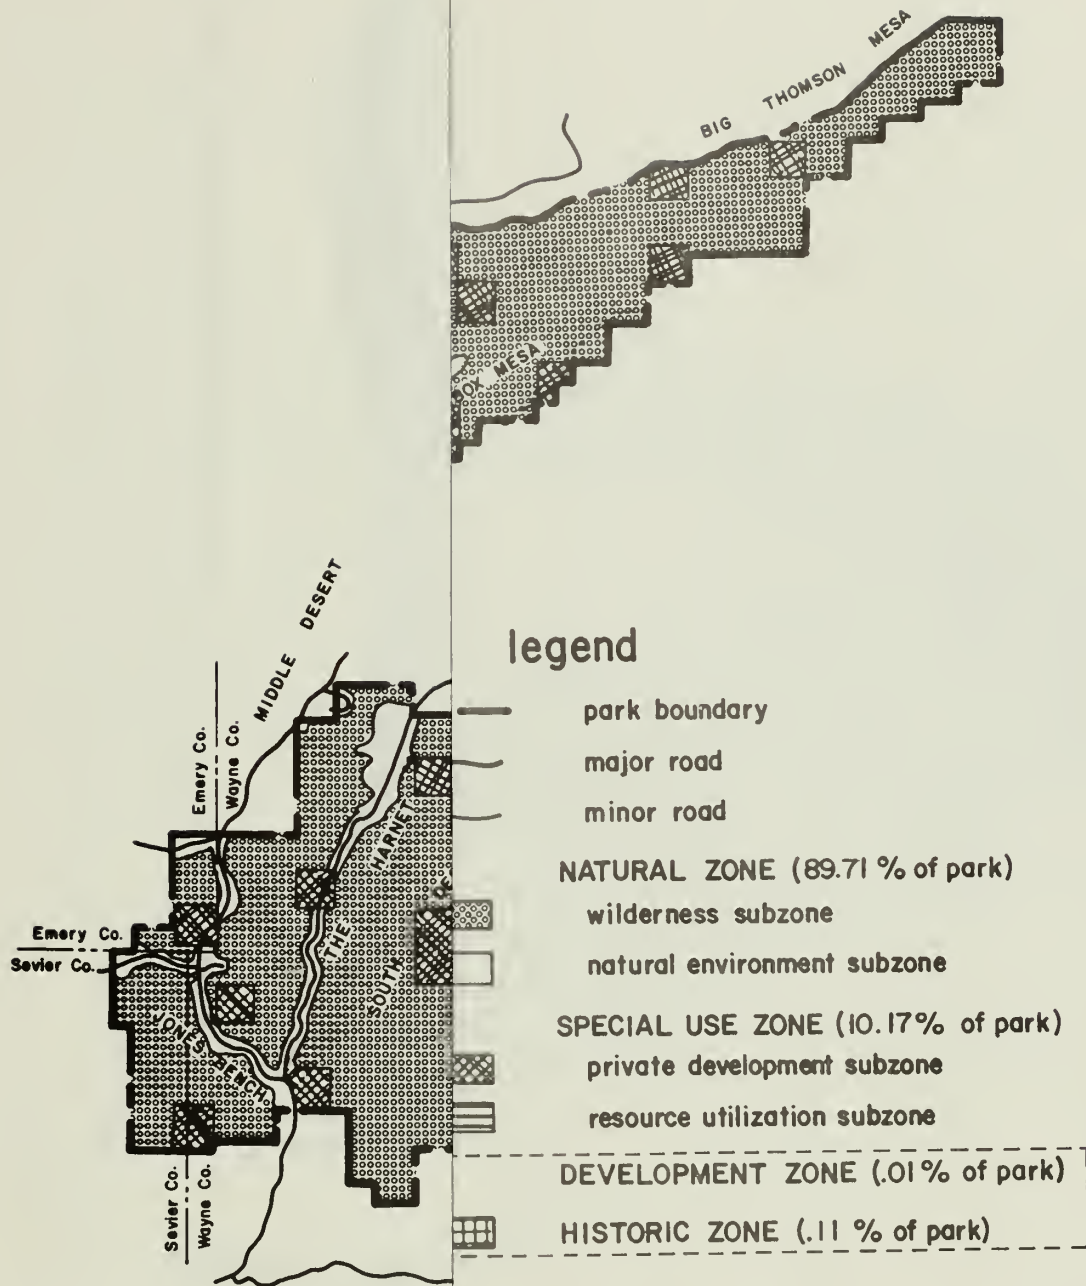 BIG THOMSON MESA
OX MESA
MIDDLE DESERT
Emery Co.
Wayne Co.
THE HARNET
SOUTH
Emery Co.
Sevier Co.
JONES BENCH
Sevier Co.
Wayne Co.
legend
park boundary
major road
minor road
NATURAL ZONE (89.71 % of park)
wilderness subzone
natural environment subzone
SPECIAL USE ZONE (10.17% of park)
private development subzone
resource utilization subzone
DEVELOPMENT ZONE (.01% of park)
HISTORIC ZONE (.11 % of park)